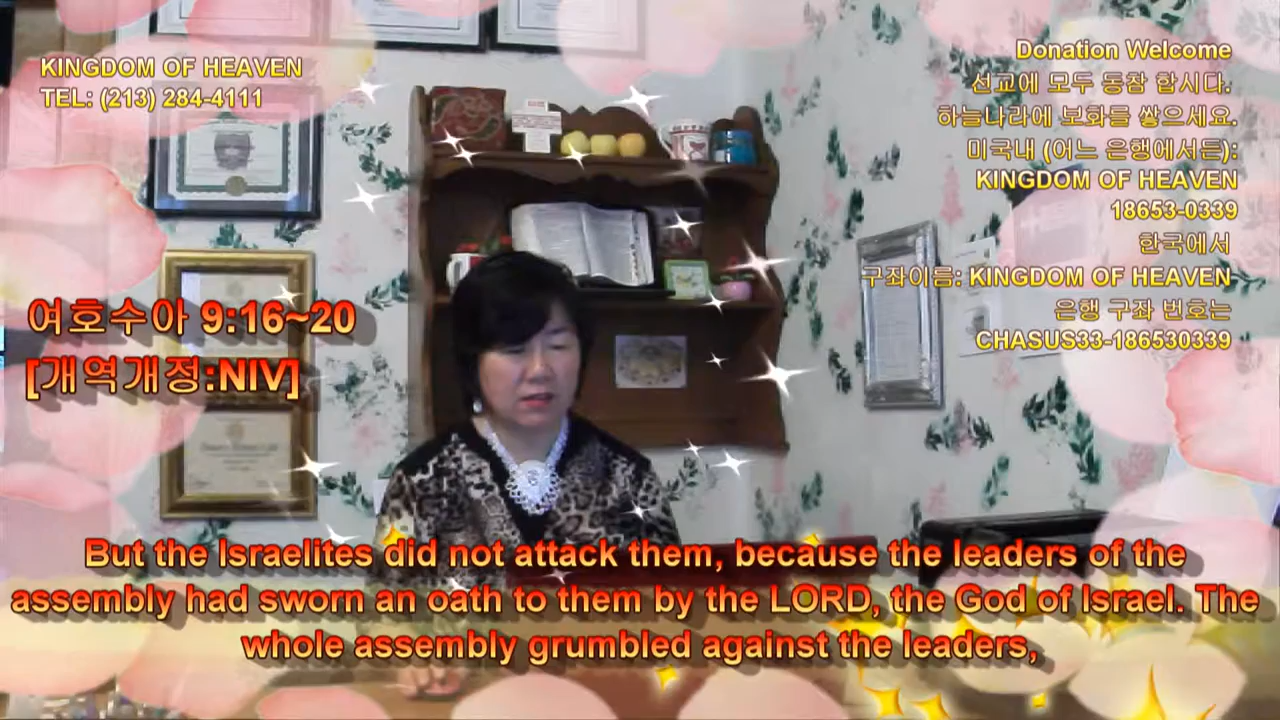 KINGDOM OF HEAVEN
TEL: (213) 284-4111
Donation Welcome
선교에 모두 동참 합시다.
하늘나라에 보화를 쌓으세요.
미국내 (어느 은행에서든):
KINGDOM OF HEAVEN
18653-0339
한국에서
구좌이름: KINGDOM OF HEAVEN
은행 구좌 번호는
CHASUS33-186530339
여호수아 9:16~20
[개역개정:NIV]
But the Israelites did not attack them, because the leaders of the
assembly had sworn an oath to them by the LORD, the God of Israel. The
whole assembly grumbled against the leaders,